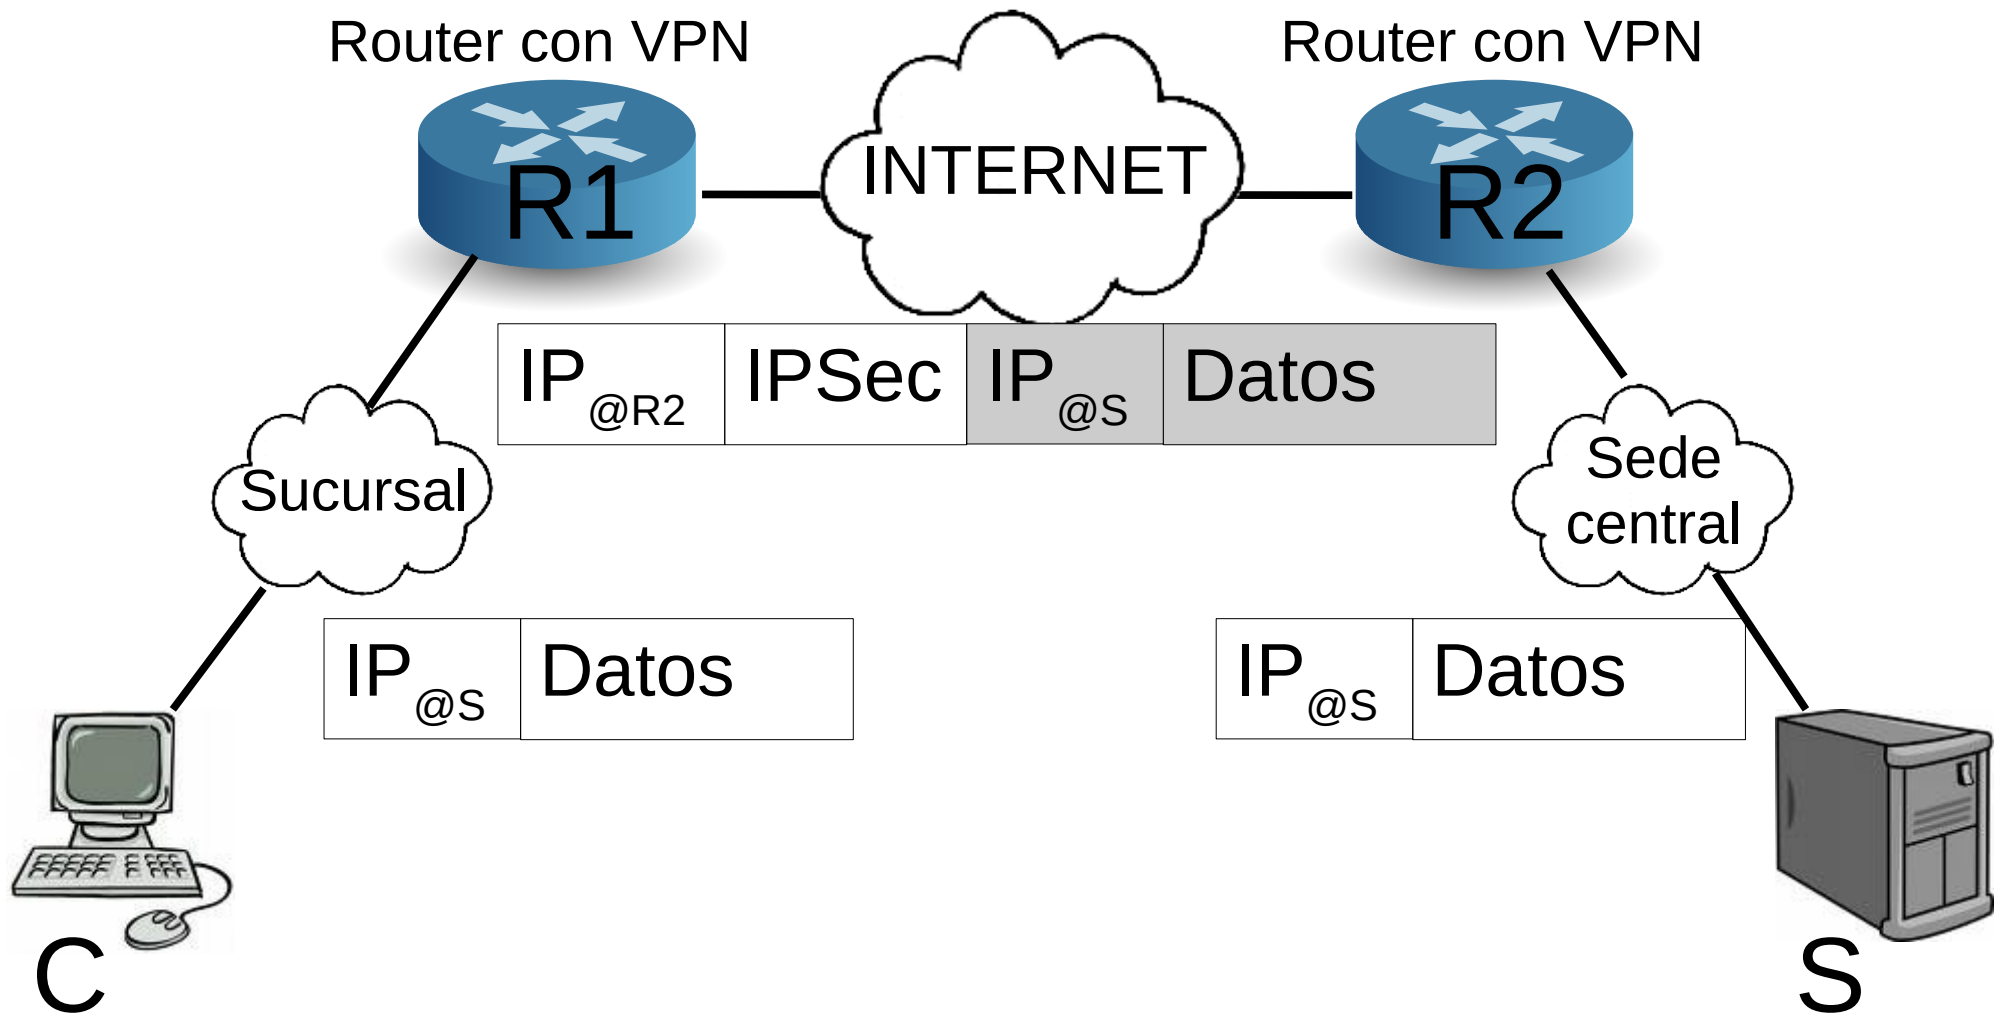 Router con VPN
Router con VPN
R1
INTERNET
R2
IP@R2 IPSec IP@S Datos
Sucursal
Sede
central
IP@S Datos
IP@S Datos
C
S